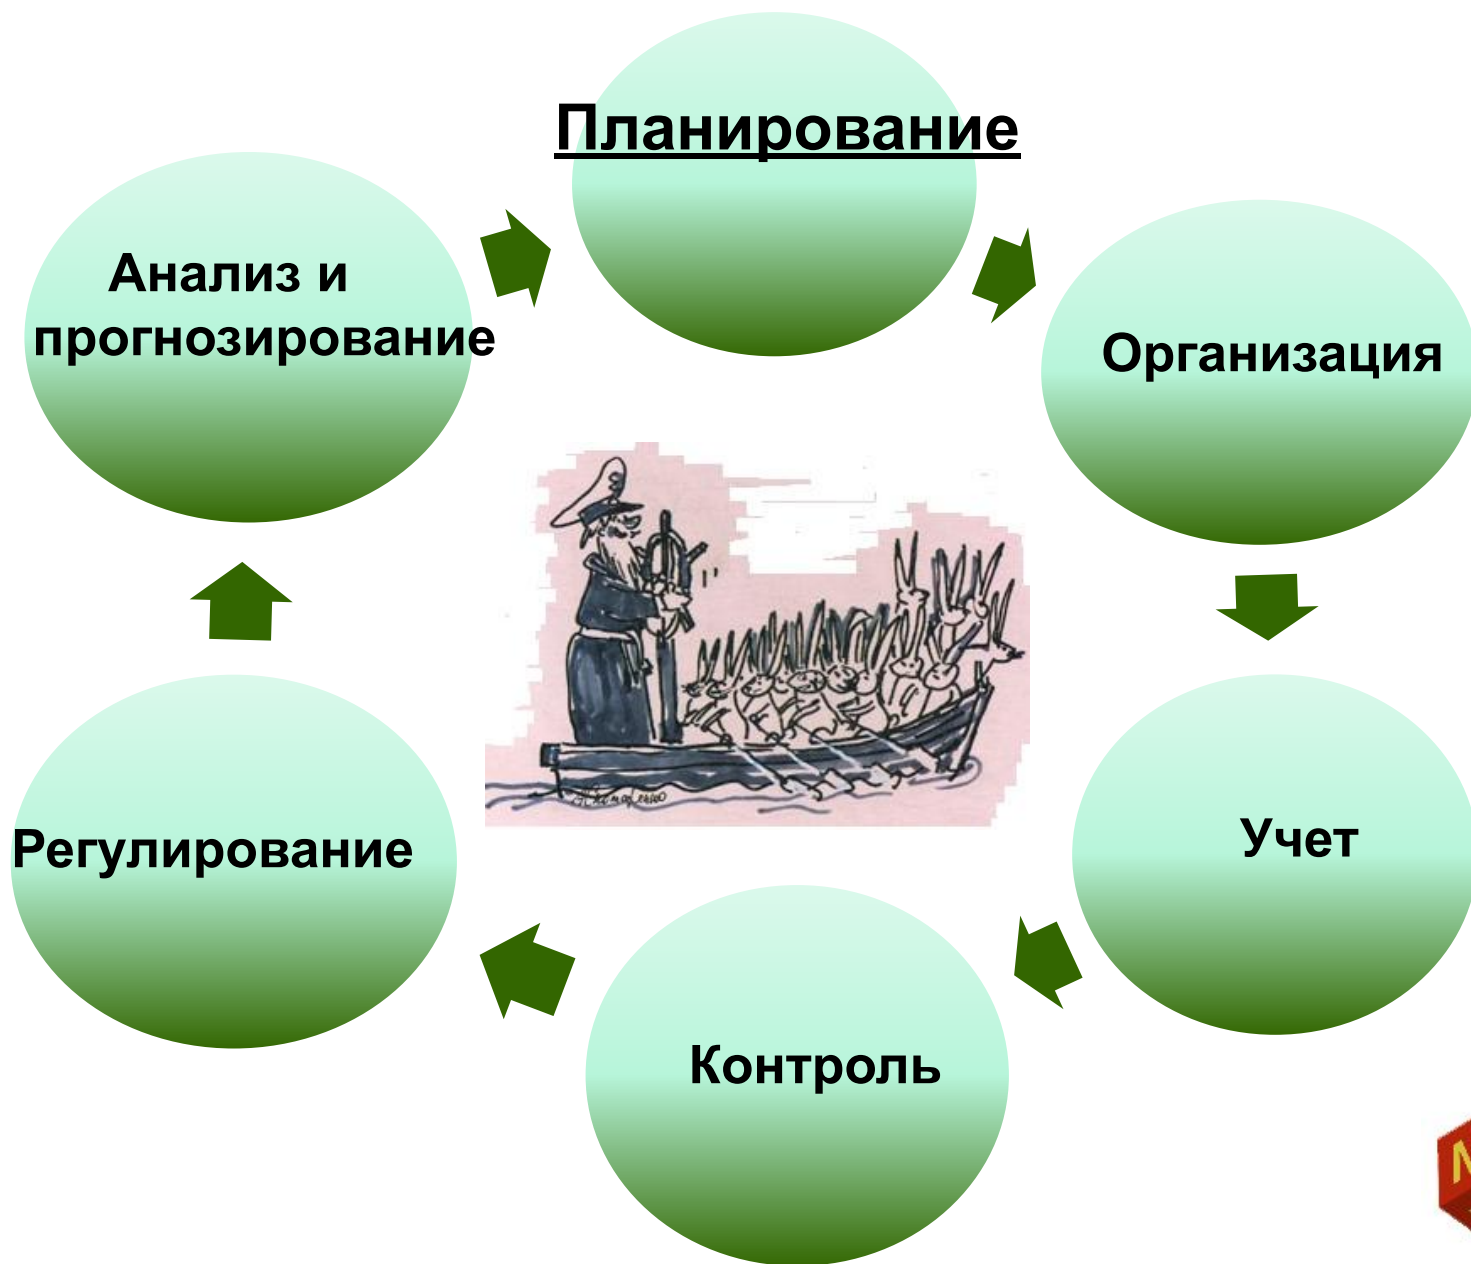 Планирование
Организация
Учет
Контроль
Регулирование
Анализ и
прогнозирование